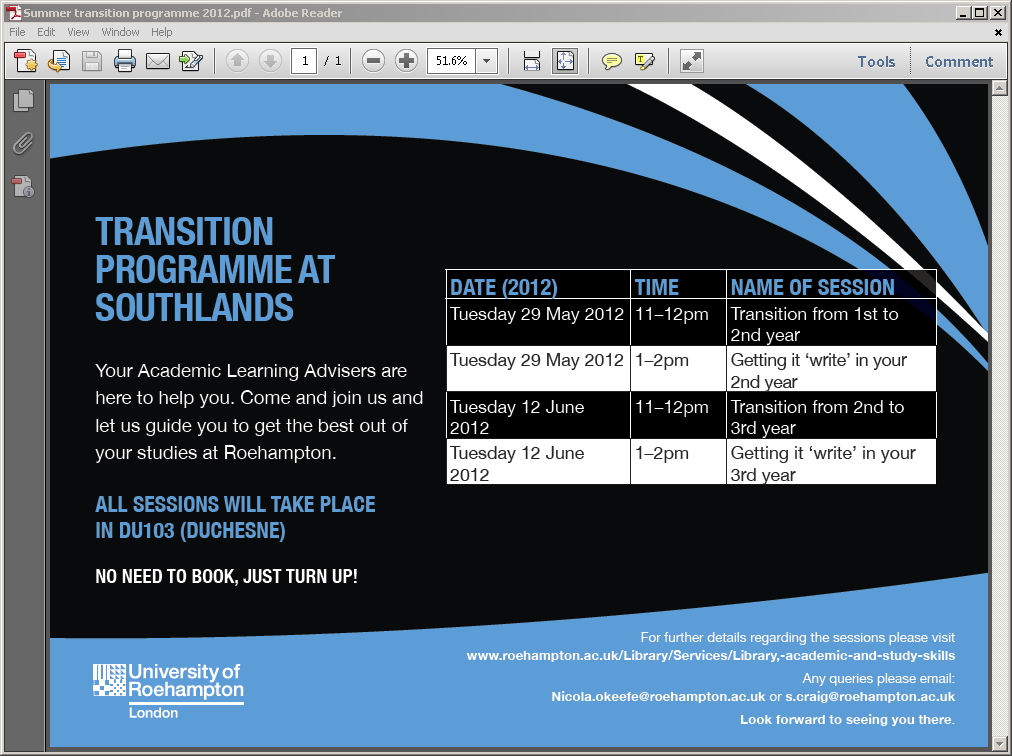 Summer transition programme 2012.pdf - Adobe Reader
File Edit View Window Help
1 / 1 51.6% Tools Comment
TRANSITION
PROGRAMME AT
SOUTHLANDS
Your Academic Learning Advisers are
here to help you. Come and join us and
let us guide you to get the best out of
your studies at Roehampton.
ALL SESSIONS WILL TAKE PLACE
IN DU103 (DUCHESNE)
NO NEED TO BOOK, JUST TURN UP!
DATE (2012) TIME NAME OF SESSION
Tuesday 29 May 2012 11–12pm Transition from 1st to
2nd year
Tuesday 29 May 2012 1–2pm Getting it ‘write’ in your
2nd year
Tuesday 12 June 11–12pm Transition from 2nd to
2012 3rd year
Tuesday 12 June 1–2pm Getting it ‘write’ in your
2012 3rd year
University of
Roehampton
London
For further details regarding the sessions please visit
www.roehampton.ac.uk/Library/Services/Library,-academic-and-study-skills
Any queries please email:
Nicola.okeefe@roehampton.ac.uk or s.craig@roehampton.ac.uk
Look forward to seeing you there.